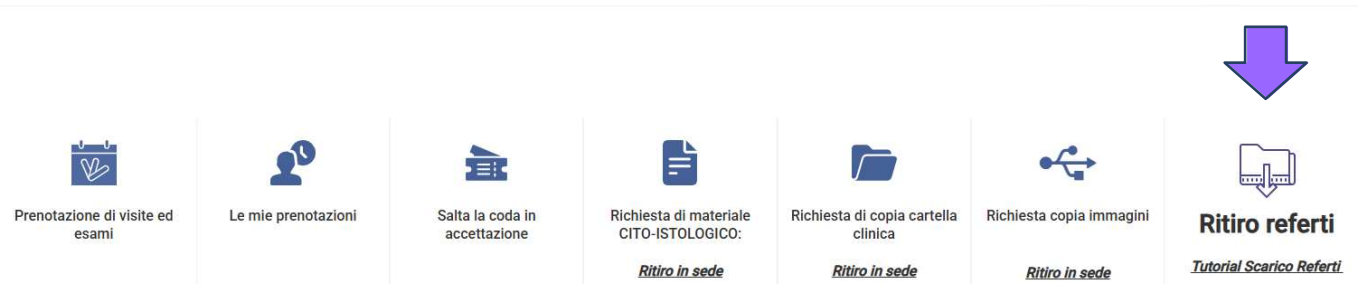 Prenotazione di visite ed
esami
Le mie prenotazioni
Salta la coda in
accettazione
Richiesta di materiale
CITO-ISTOLOGICO:
Ritiro in sede
Richiesta di copia cartella
clinica
Ritiro in sede
Richiesta copia immagini
Ritiro in sede
Ritiro referti
Tutorial Scarico Referti